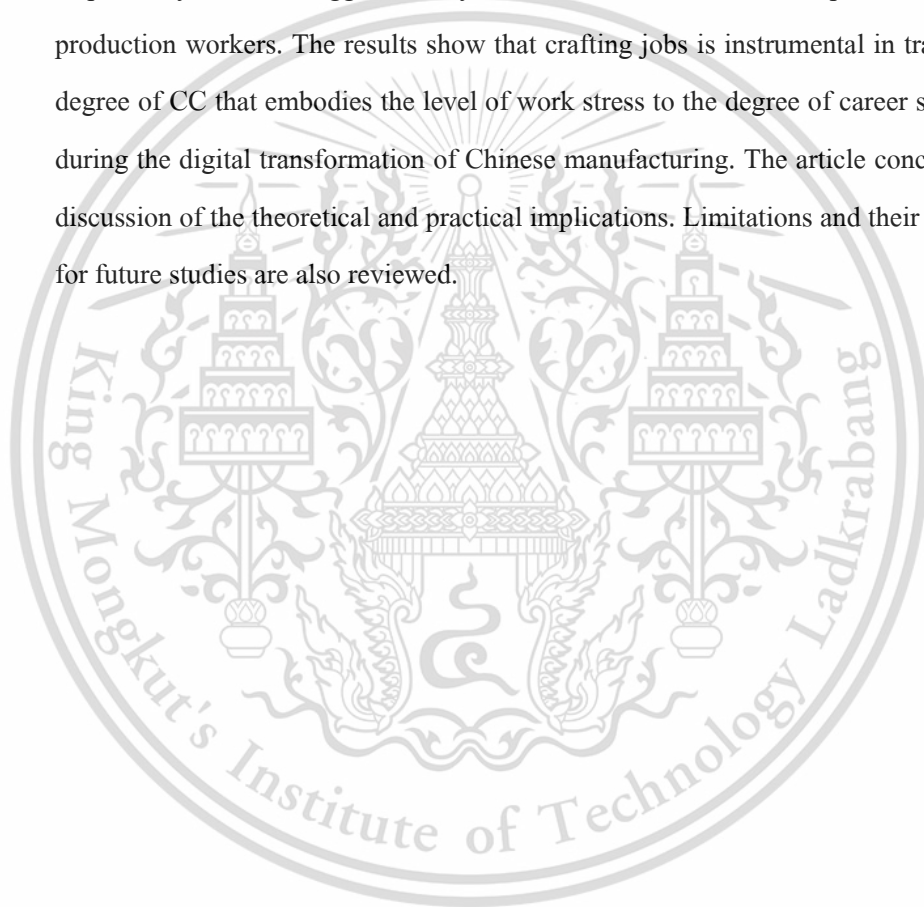 production workers. The results show that crafting jobs is instrumental in
degree of CC that embodies the level of work stress to the degree of career
during the digital transformation of Chinese manufacturing. The article
discussion of the theoretical and practical implications. Limitations and their
for future studies are also reviewed.
King Mongkut's Institute of Technology Ladkrabang